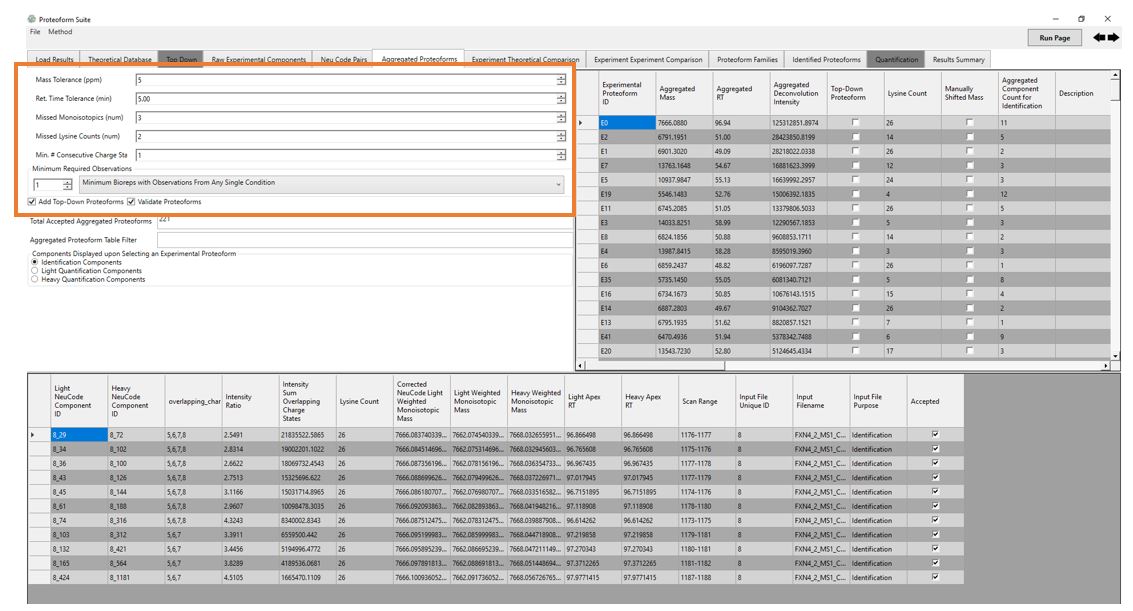 Proteoform Suite
File Method
Run Page
Load Results Theoretical Database Top Down Raw Experimental Components Neu Code Pairs Aggregated Proteoforms Experiment Theoretical Comparison Experiment Experiment Comparison Proteoform Families Identified Proteoforms Quantification Results Summary
Mass Tolerance (ppm) 5
Ret. Time Tolerance (min) 5.00
Missed Monoisotopics (num) 3
Missed Lysine Counts (num) 2
Min. # Consecutive Charge Sta 1
Minimum Required Observations
1 Minimum Bioreps with Observations From Any Single Condition
Add Top-Down Proteoforms Validate Proteoforms
Total Accepted Aggregated Proteoforms 221
Aggregated Proteoform Table Filter
Components Displayed upon Selecting an Experimental Proteoform
Identification Components
Light Quantification Components
Heavy Quantification Components
Experimental Proteoform ID Aggregated Mass Aggregated RT Aggregated Deconvolution Intensity Top-Down Proteoform Lysine Count Manually Shifted Mass Aggregated Component Count for Identification Description
E0 7666.0880 96.94 125312851.8974 26 11
E2 6791.1951 51.00 28423850.8199 14 5
E1 6901.3020 49.09 28218022.0338 26 2
E7 13763.1648 54.67 16881623.3999 12 3
E5 10937.9847 55.13 16639992.2957 24 3
E19 5546.1483 52.76 15006392.1835 4 12
E11 6745.2085 51.05 13379806.5033 26 5
E3 14033.8251 58.99 12290567.1853 5 3
E8 6824.1856 50.88 9608853.1711 14 2
E4 13987.8415 58.28 8595019.3960 3 3
E6 6859.2437 48.82 6196097.7287 26 1
E35 5735.1450 55.05 6081340.7121 5 8
E16 6734.1673 50.85 10676143.1515 15 4
E14 6887.2803 49.67 9104362.7027 26 2
E13 6795.1935 51.62 8820857.1521 7 1
E41 6470.4936 51.94 5378342.7488 6 9
E20 13543.7230 52.80 5124645.4334 17 3
Light NeuCode Component ID Heavy NeuCode Component ID overlapping_char Intensity Ratio Intensity Sum Overlapping Charge States Lysine Count Corrected NeuCode Light Weighted Monoisotopic Mass Light Weighted Monoisotopic Mass Heavy Weighted Monoisotopic Mass Light Apex RT Heavy Apex RT Scan Range Input File Unique ID Input Filename Input File Purpose Accepted
8_29 8_72 5,6,7,8 2.5491 21835522.5865 26 7666.083740339... 7662.074540339... 7668.032655951... 96.866498 96.866498 1176-1177 8 FXN4_2_MS1_C... Identification
8_34 8_102 5,6,7,8 2.8314 19002201.1022 26 7666.084514696... 7662.075314696... 7668.032945603... 96.765608 96.765608 1175-1176 8 FXN4_2_MS1_C... Identification
8_36 8_100 5,6,7,8 2.6622 18069732.4543 26 7666.087356196... 7662.078156196... 7668.036354733... 96.967435 96.967435 1177-1178 8 FXN4_2_MS1_C... Identification
8_43 8_126 5,6,7,8 2.7513 15325696.622 26 7666.088699626... 7662.079499626... 7668.037226971... 97.017945 97.017945 1177-1179 8 FXN4_2_MS1_C... Identification
8_45 8_144 5,6,7,8 3.1166 15031714.8965 26 7666.086180707... 7662.076980707... 7668.033516582... 96.7151895 96.7151895 1174-1176 8 FXN4_2_MS1_C... Identification
8_61 8_188 5,6,7,8 2.9607 10098478.3035 26 7666.092093863... 7662.082893863... 7668.041948216... 97.118908 97.118908 1178-1180 8 FXN4_2_MS1_C... Identification
8_74 8_316 5,6,7,8 4.3243 8340002.8343 26 7666.087512475... 7662.078312475... 7668.039887908... 96.614262 96.614262 1173-1175 8 FXN4_2_MS1_C... Identification
8_103 8_312 5,6,7 3.3911 6559500.442 26 7666.095199983... 7662.085999983... 7668.044718908... 97.219858 97.219858 1179-1181 8 FXN4_2_MS1_C... Identification
8_132 8_421 5,6,7 3.4456 5194996.4772 26 7666.095895239... 7662.086695239... 7668.047211149... 97.270343 97.270343 1180-1181 8 FXN4_2_MS1_C... Identification
8_165 8_564 5,6,7 3.8289 4189536.0681 26 7666.097891813... 7662.088691813... 7668.051448694... 97.3712265 97.3712265 1181-1182 8 FXN4_2_MS1_C... Identification
8_424 8_1181 5,6,7 4.5105 1665470.1109 26 7666.100936052... 7662.091736052... 7668.056726765... 97.9771415 97.9771415 1187-1188 8 FXN4_2_MS1_C... Identification